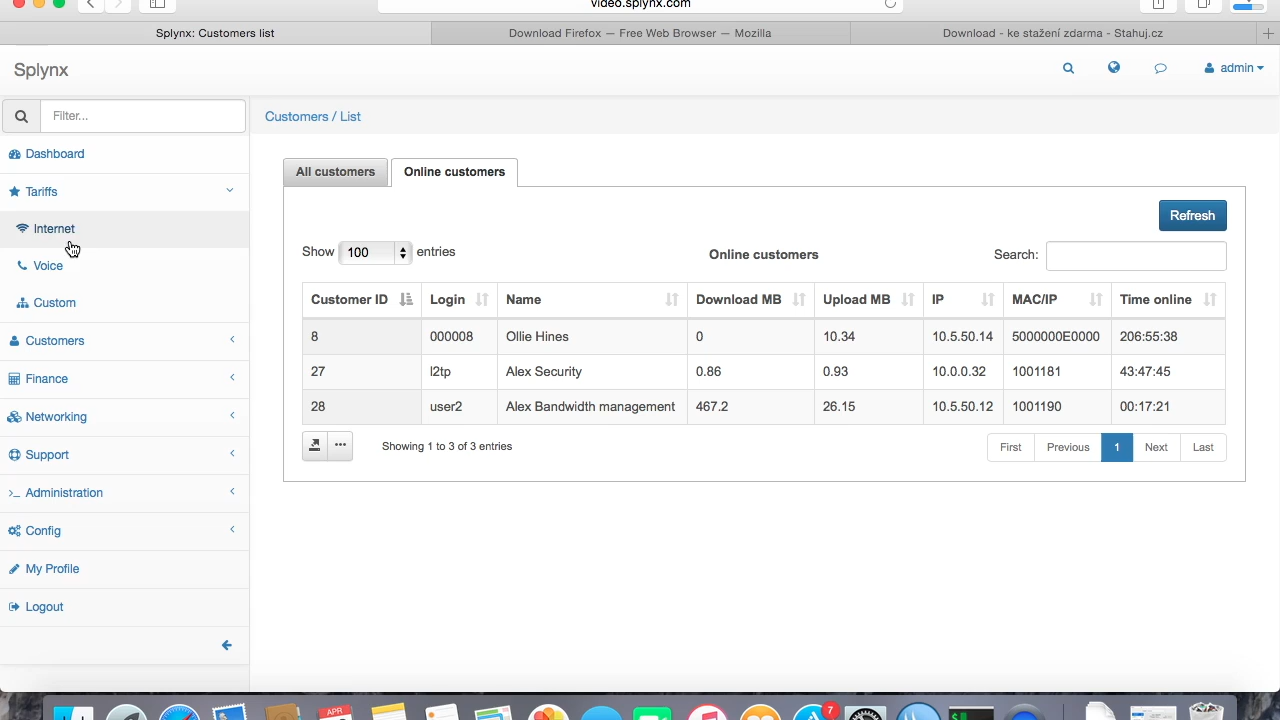 video.splynx.com
Splynx: Customers list
Download Firefox — Free Web Browser — Mozilla
Download - ke stažení zdarma - Stahuj.cz
Splynx
admin
Filter...
Customers / List
Dashboard
Tariffs
Internet
Voice
Custom
Customers
Finance
Networking
Support
Administration
Config
My Profile
Logout
All customers
Online customers
Refresh
Show 100 entries
Online customers
Search:
Customer ID Login Name Download MB Upload MB IP MAC/IP Time online
8 000008 Ollie Hines 0 10.34 10.5.50.14 5000000E0000 206:55:38
27 l2tp Alex Security 0.86 0.93 10.0.0.32 1001181 43:47:45
28 user2 Alex Bandwidth management 467.2 26.15 10.5.50.12 1001190 00:17:21
Showing 1 to 3 of 3 entries
First Previous 1 Next Last
APR
7